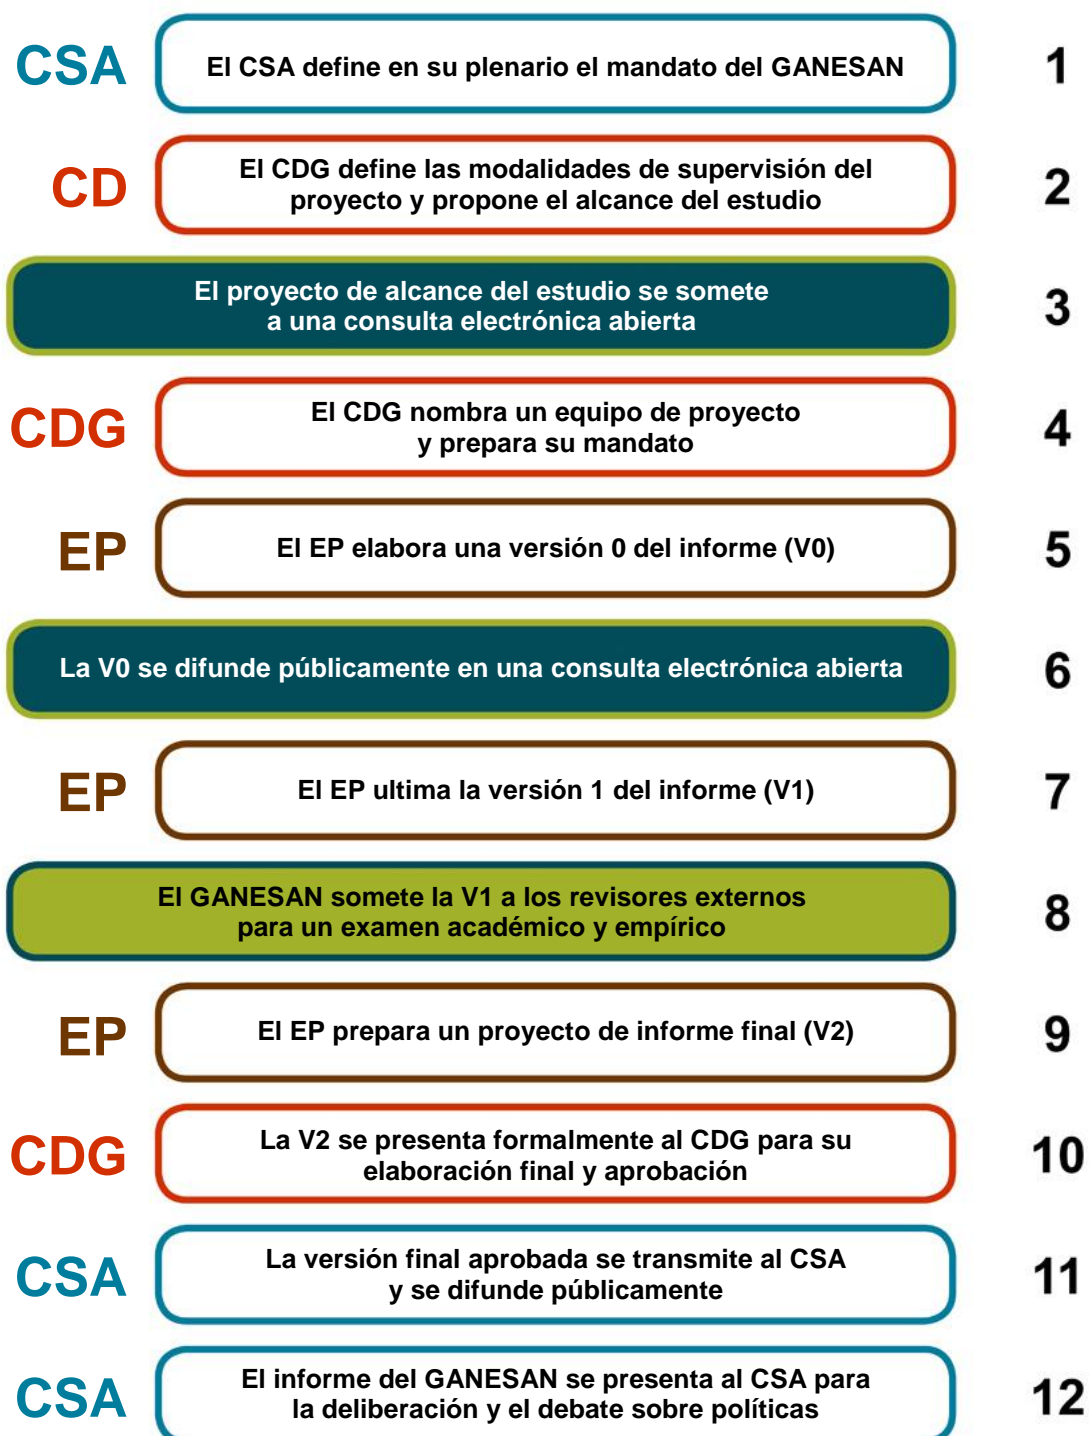 CSA
El CSA define en su plenario el mandato del GANESAN
1
CD
El CDG define las modalidades de supervisión del
proyecto y propone el alcance del estudio
2
El proyecto de alcance del estudio se somete
a una consulta electrónica abierta
3
CDG
El CDG nombra un equipo de proyecto
y prepara su mandato
4
EP
El EP elabora una versión 0 del informe (V0)
5
La V0 se difunde públicamente en una consulta electrónica abierta
6
EP
El EP ultima la versión 1 del informe (V1)
7
El GANESAN somete la V1 a los revisores externos
para un examen académico y empírico
8
EP
El EP prepara un proyecto de informe final (V2)
9
CDG
La V2 se presenta formalmente al CDG para su
elaboración final y aprobación
10
CSA
La versión final aprobada se transmite al CSA
y se difunde públicamente
11
CSA
El informe del GANESAN se presenta al CSA para
la deliberación y el debate sobre políticas
12